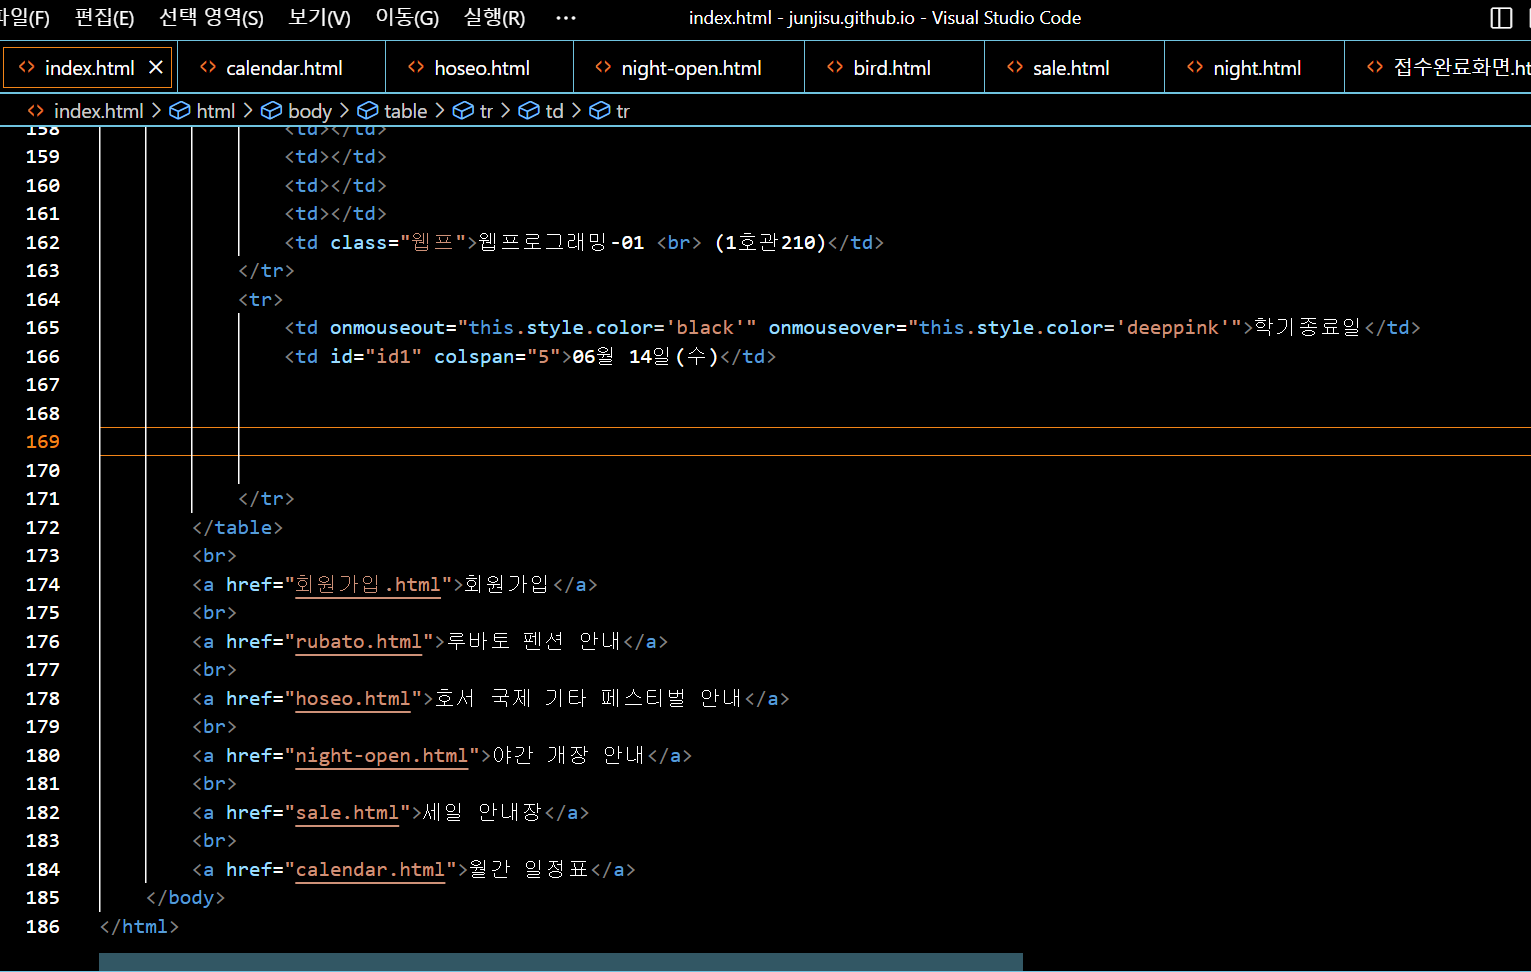 파일(F) 편집(E) 선택 영역(S) 보기(V) 이동(G) 실행(R) ··· index.html - junjisu.github.io - Visual Studio Code
index.html calendar.html hoseo.html night-open.html bird.html sale.html night.html 접수완료화면.ht
index.html > html > body > table > tr > td > tr
158 <td></td>
159 <td></td>
160 <td></td>
161 <td></td>
162 <td class="웹프">웹프로그래밍-01 <br> (1호관210)</td>
163 </tr>
164 <tr>
165 <td onmouseout="this.style.color='black'" onmouseover="this.style.color='deeppink'">학기종료일</td>
166 <td id="id1" colspan="5">06월 14일(수)</td>
167
168
169
170
171 </tr>
172 </table>
173 <br>
174 <a href="회원가입.html">회원가입</a>
175 <br>
176 <a href="rubato.html">루바토 펜션 안내</a>
177 <br>
178 <a href="hoseo.html">호서 국제 기타 페스티벌 안내</a>
179 <br>
180 <a href="night-open.html">야간 개장 안내</a>
181 <br>
182 <a href="sale.html">세일 안내장</a>
183 <br>
184 <a href="calendar.html">월간 일정표</a>
185 </body>
186 </html>